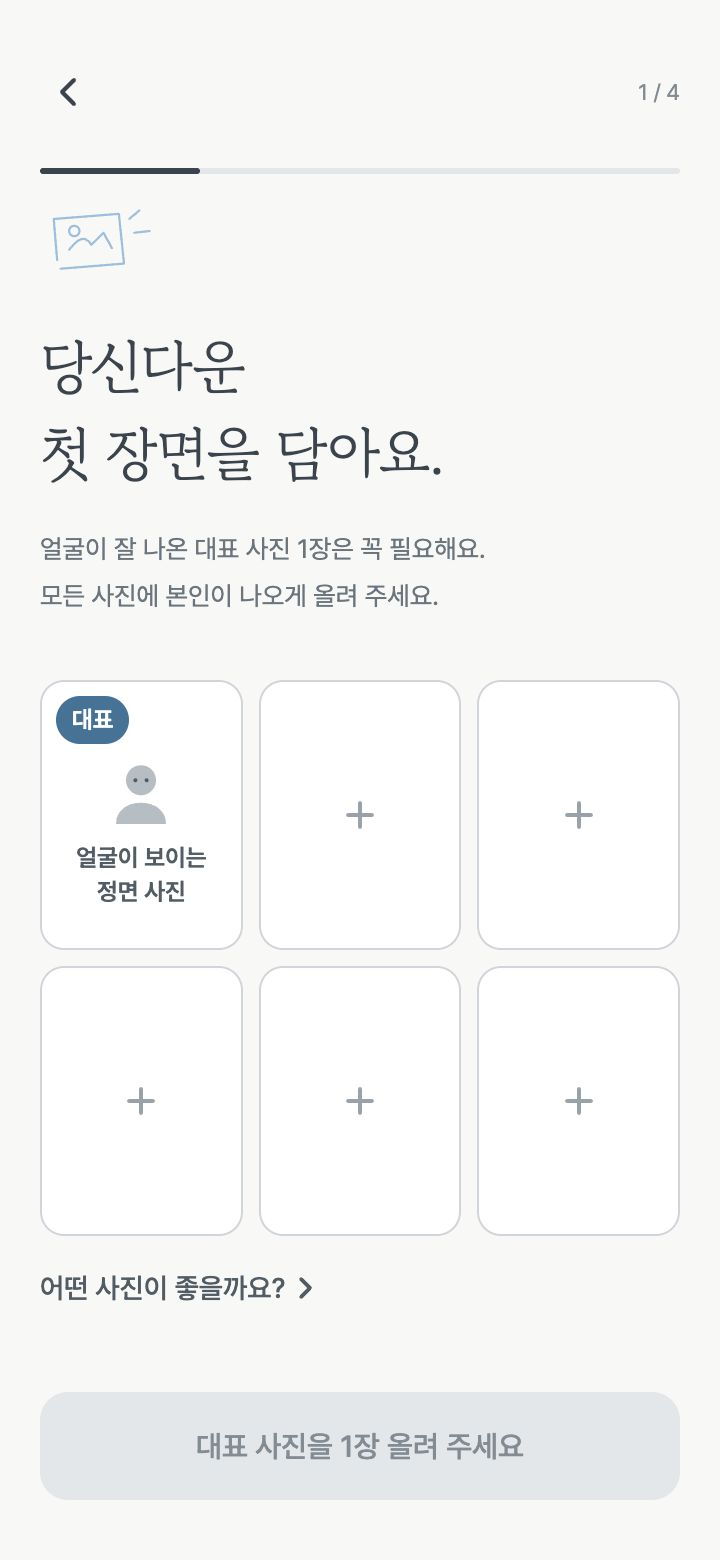 1 / 4
당신다운
첫 장면을 담아요.
얼굴이 잘 나온 대표 사진 1장은 꼭 필요해요.
모든 사진에 본인이 나오게 올려 주세요.
대표
얼굴이 보이는
정면 사진
어떤 사진이 좋을까요?
대표 사진을 1장 올려 주세요